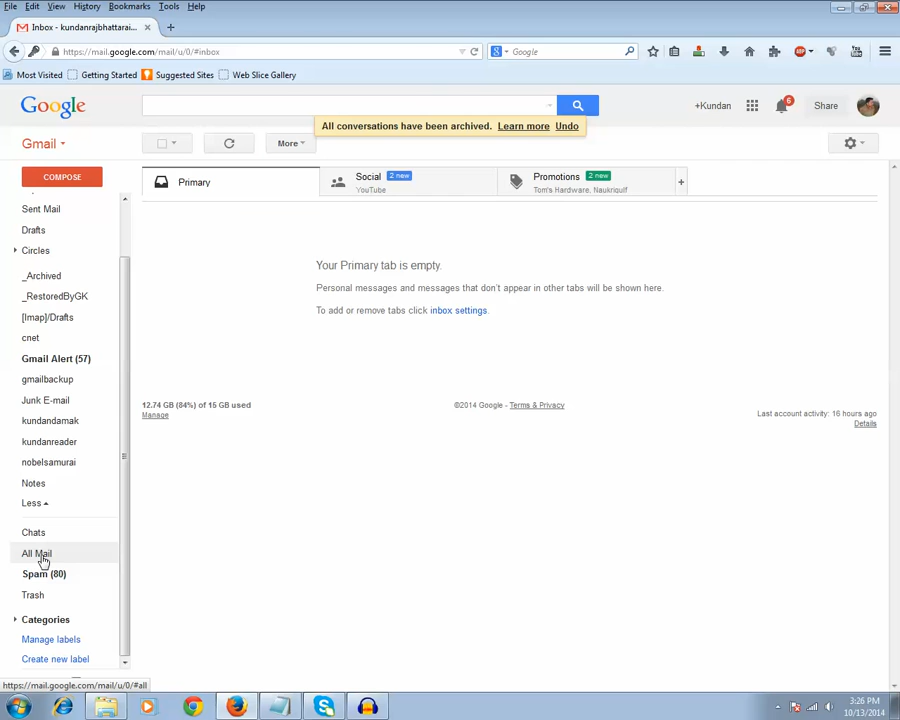 File Edit View History Bookmarks Tools Help
Inbox - kundanrajbhattarai...
https://mail.google.com/mail/u/0/#inbox
Google
Most Visited Getting Started Suggested Sites Web Slice Gallery
Google
+Kundan
6
Share
All conversations have been archived. Learn more Undo
Gmail
More
COMPOSE
Primary
Social 2 new
YouTube
Promotions 2 new
Tom's Hardware, Naukriguif
Sent Mail
Drafts
Circles
_Archived
_RestoredByGK
[Imap]/Drafts
cnet
Gmail Alert (57)
gmailbackup
Junk E-mail
kundandamak
kundanreader
nobelsamurai
Notes
Less
Chats
All Mail
Spam (80)
Trash
Categories
Manage labels
Create new label
Your Primary tab is empty.
Personal messages and messages that don't appear in other tabs will be shown here.
To add or remove tabs click inbox settings.
12.74 GB (84%) of 15 GB used
Manage
©2014 Google - Terms & Privacy
Last account activity: 16 hours ago
Details
https://mail.google.com/mail/u/0/#all
3:26 PM
10/13/2014